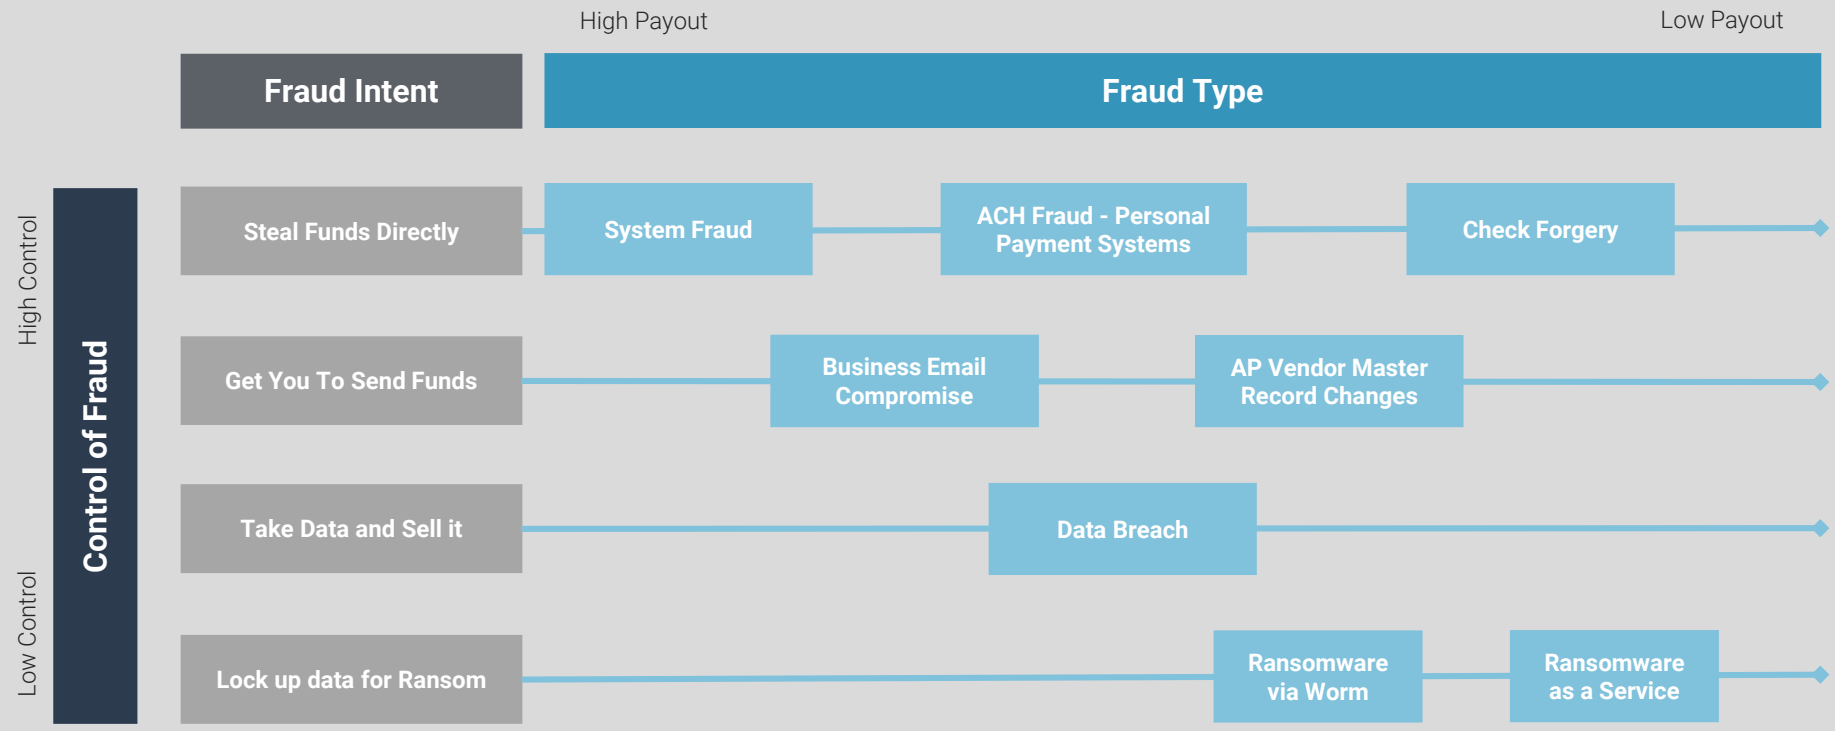 High Payout
Low Payout
Fraud Intent
Fraud Type
High Control
Control of Fraud
Low Control
Steal Funds Directly
System Fraud
ACH Fraud - Personal
Payment Systems
Check Forgery
Get You To Send Funds
Business Email
Compromise
AP Vendor Master
Record Changes
Take Data and Sell it
Data Breach
Lock up data for Ransom
Ransomware
via Worm
Ransomware
as a Service